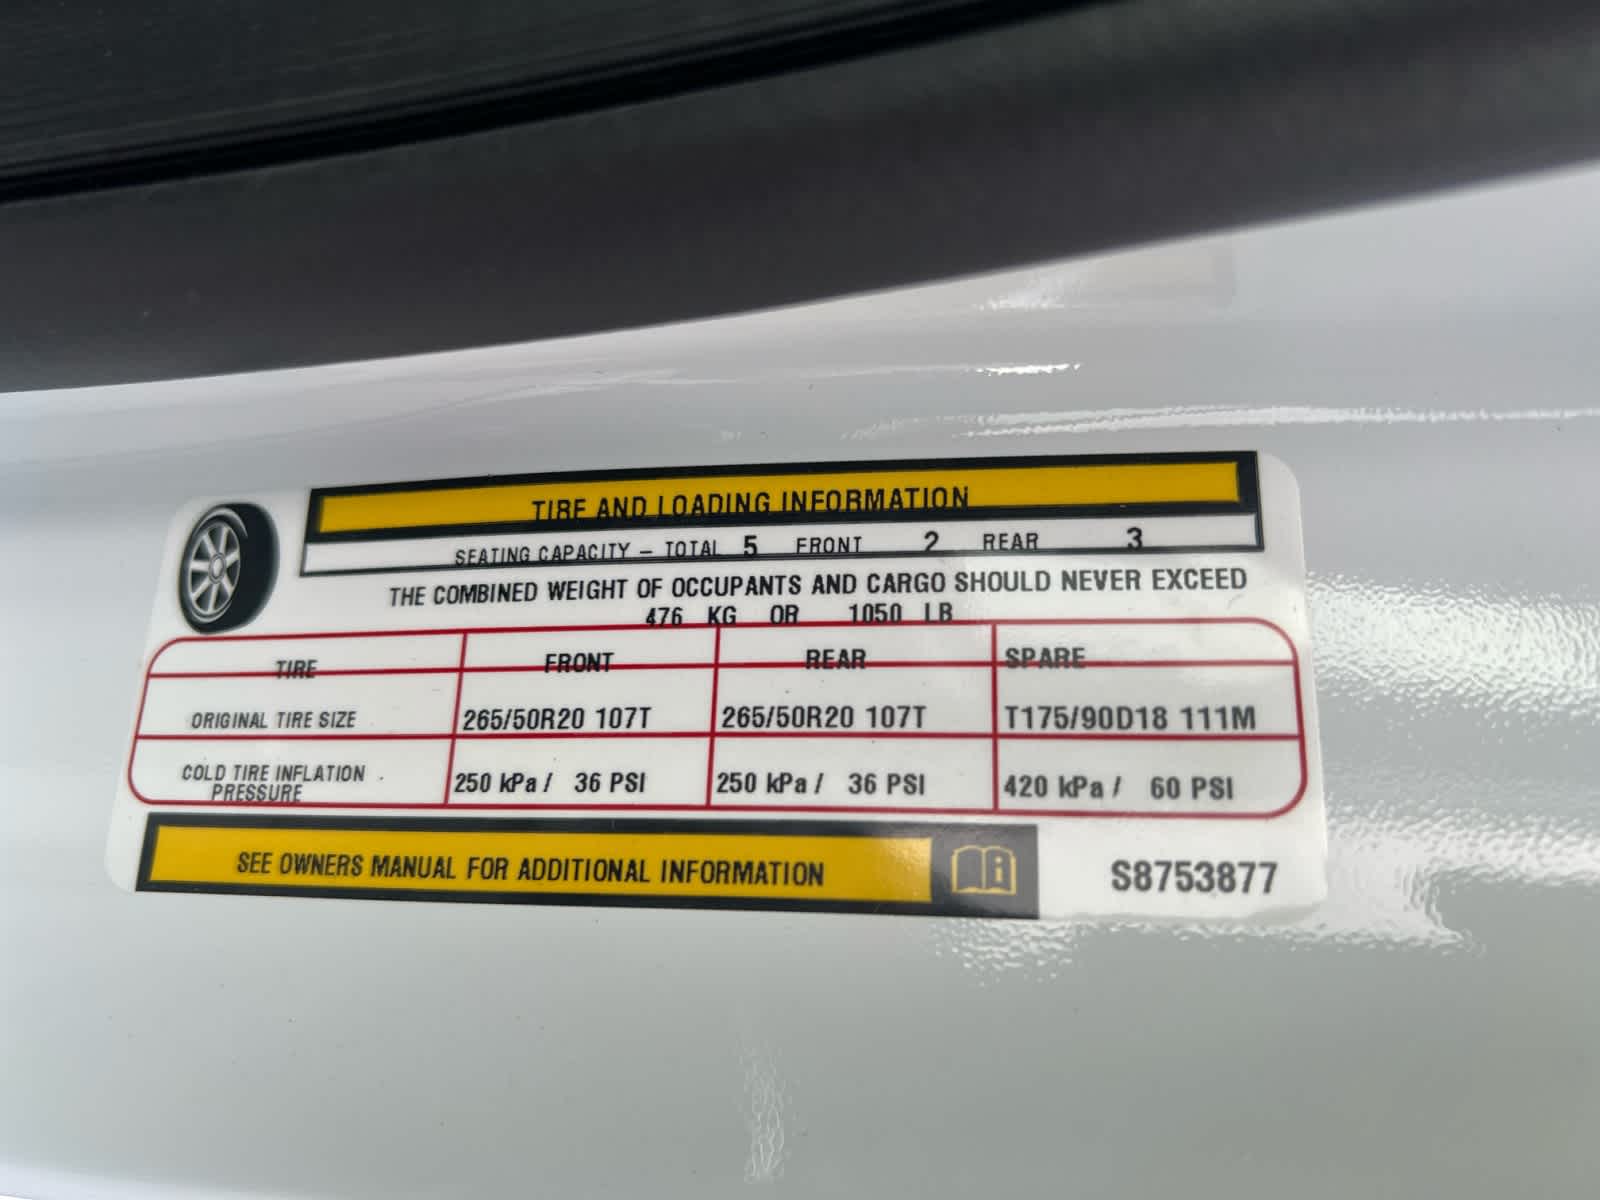 TIRE AND LOADING INFORMATION
SEATING CAPACITY – TOTAL 5 FRONT 2 REAR 3
THE COMBINED WEIGHT OF OCCUPANTS AND CARGO SHOULD NEVER EXCEED
476 KG OR 1050 LB
TIRE FRONT REAR SPARE
ORIGINAL TIRE SIZE 265/50R20 107T 265/50R20 107T T175/90D18 111M
COLD TIRE INFLATION
PRESSURE 250 kPa / 36 PSI 250 kPa / 36 PSI 420 kPa / 60 PSI
SEE OWNERS MANUAL FOR ADDITIONAL INFORMATION
S8753877